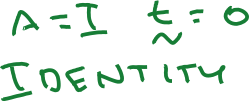 A = I t = 0
IDENTITY